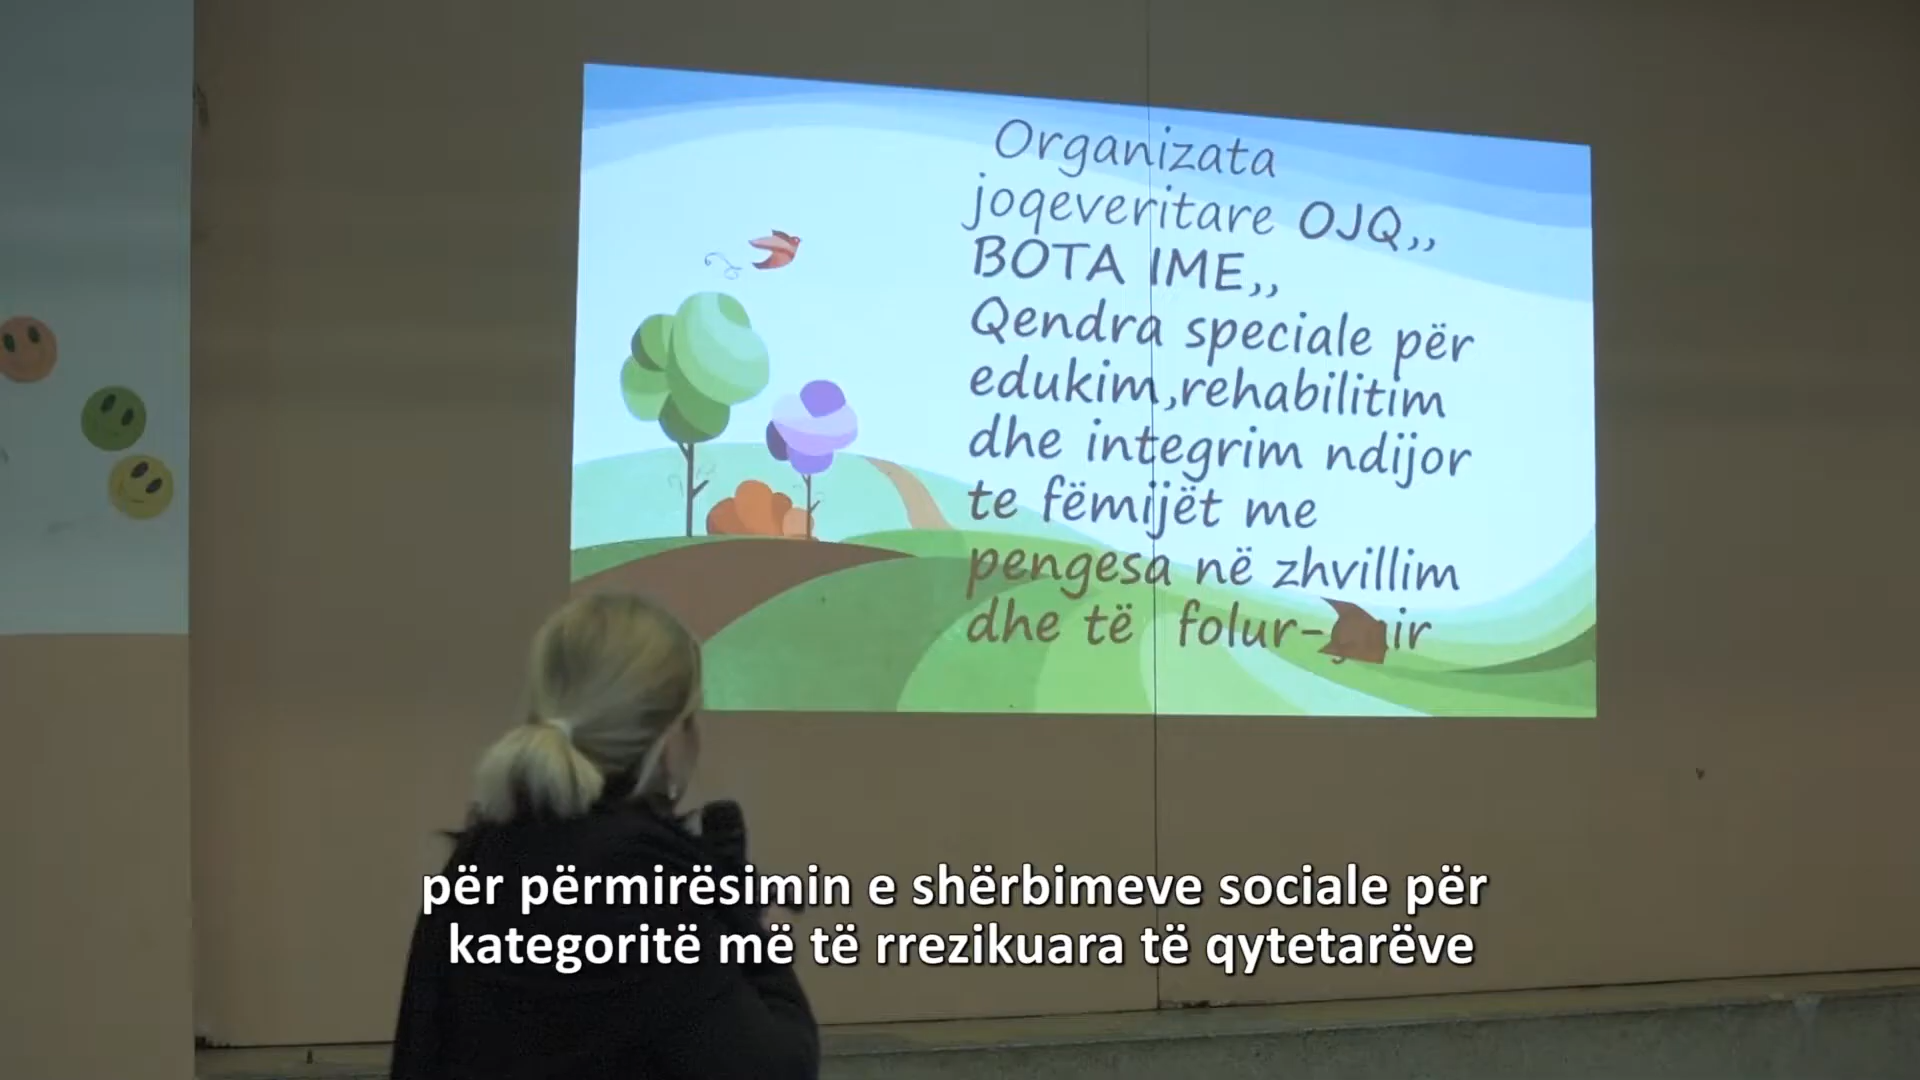 Organizata
joqeveritare OJQ,,
BOTA IME,,
Qendra speciale për
edukim,rehabilitim
dhe integrim ndijor
te fëmijët me
pengesa në zhvillim
dhe të folur-
për përmirësimin e shërbimeve sociale për
kategoritë më të rrezikuara të qytetarëve